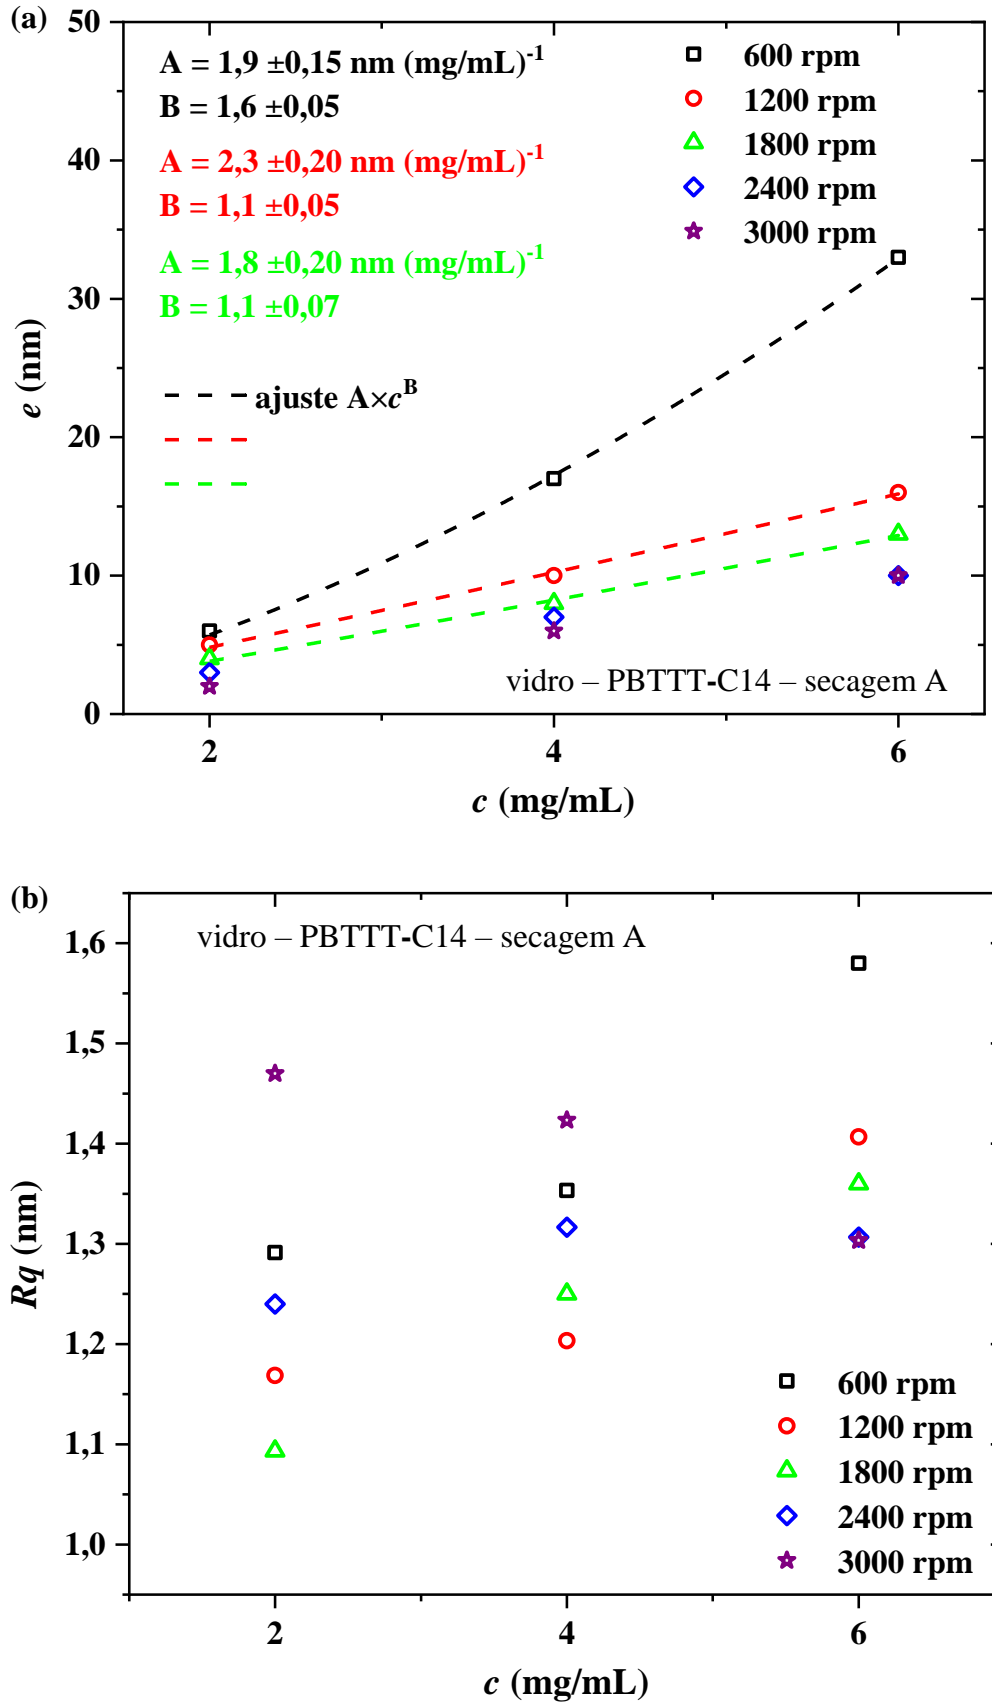 (a)
50
40
30
20
10
0
e (nm)
A = 1,9 ±0,15 nm (mg/mL)⁻¹
B = 1,6 ±0,05
A = 2,3 ±0,20 nm (mg/mL)⁻¹
B = 1,1 ±0,05
A = 1,8 ±0,20 nm (mg/mL)⁻¹
B = 1,1 ±0,07
ajuste A×cᴮ
600 rpm
1200 rpm
1800 rpm
2400 rpm
3000 rpm
vidro – PBTTT-C14 – secagem A
2 4 6
c (mg/mL)
(b)
vidro – PBTTT-C14 – secagem A
1,6
1,5
1,4
1,3
1,2
1,1
1,0
Rq (nm)
600 rpm
1200 rpm
1800 rpm
2400 rpm
3000 rpm
2 4 6
c (mg/mL)